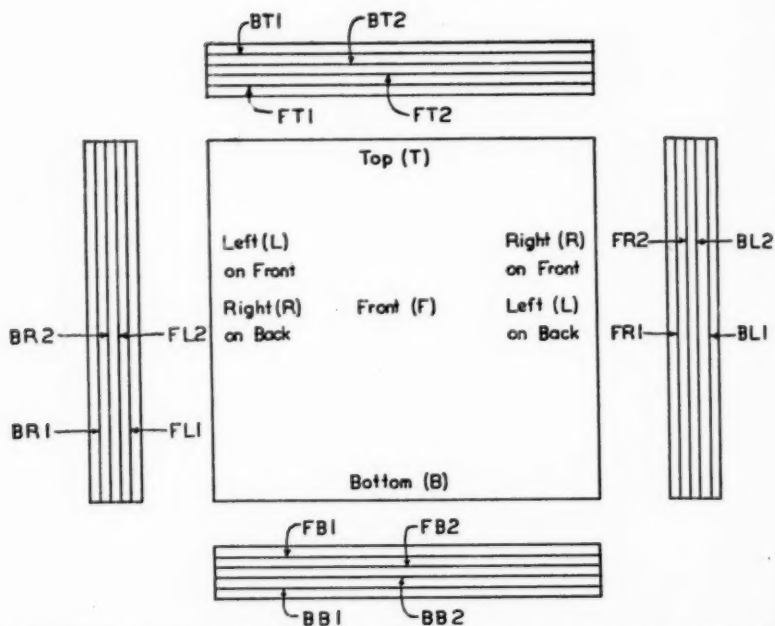 BT1 BT2
FT1 FT2
Top (T)
Left (L)
on Front
Right (R)
on Front
FR2 BL2
Right (R)
on Back
Front (F)
Left (L)
on Back
BR2 FL2
FR1 BL1
BR1 FL1
Bottom (B)
FB1 FB2
BB1 BB2